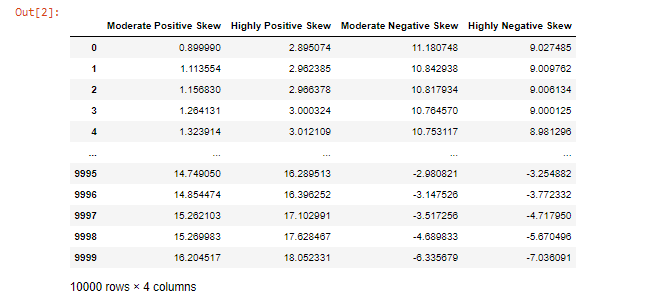 Out[2]:
Moderate Positive Skew Highly Positive Skew Moderate Negative Skew Highly Negative Skew
0 0.899990 2.895074 11.180748 9.027485
1 1.113554 2.962385 10.842938 9.009762
2 1.156830 2.966378 10.817934 9.006134
3 1.264131 3.000324 10.764570 9.000125
4 1.323914 3.012109 10.753117 8.981296
... ... ... ... ...
9995 14.749050 16.289513 -2.980821 -3.254882
9996 14.854474 16.396252 -3.147526 -3.772332
9997 15.262103 17.102991 -3.517256 -4.717950
9998 15.269983 17.628467 -4.689833 -5.670496
9999 16.204517 18.052331 -6.335679 -7.036091
10000 rows × 4 columns